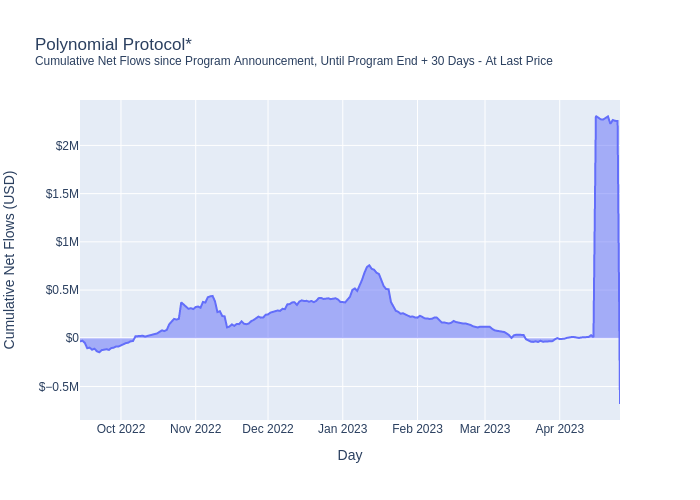 Polynomial Protocol*
Cumulative Net Flows since Program Announcement, Until Program End + 30 Days - At Last Price
Cumulative Net Flows (USD)
$2M
$1.5M
$1M
$0.5M
$0
$−0.5M
Oct 2022 Nov 2022 Dec 2022 Jan 2023 Feb 2023 Mar 2023 Apr 2023
Day